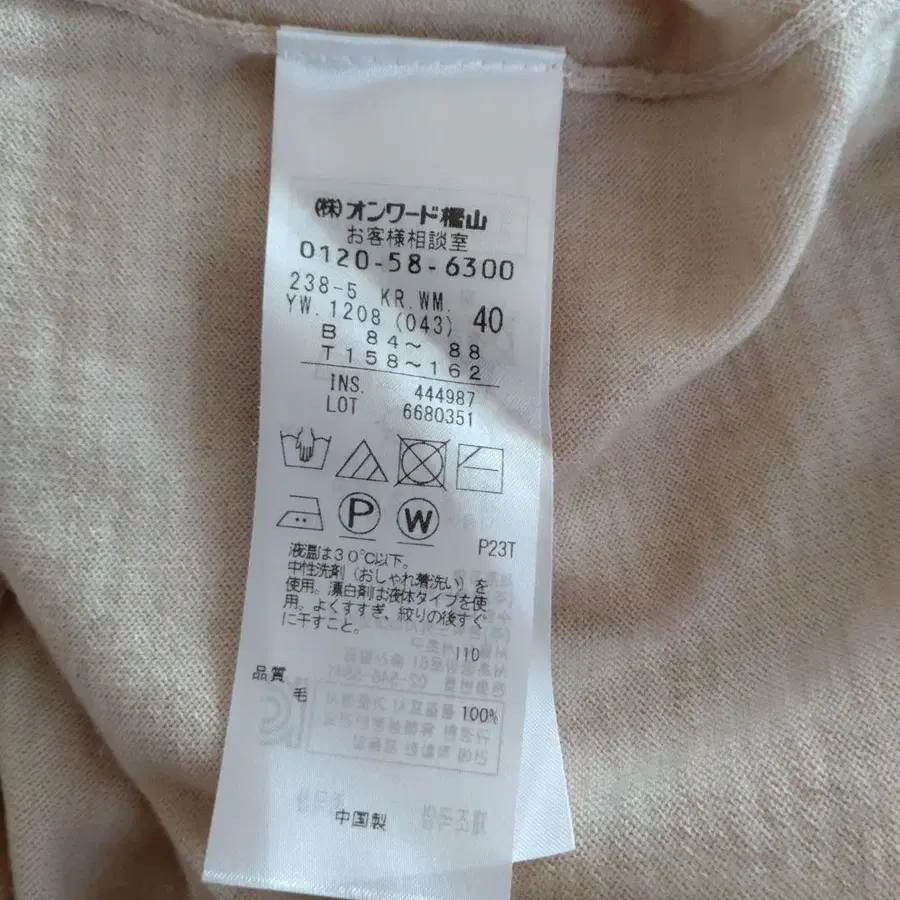 ㈱オンワード樫山
お客様相談室
0120-58-6300
238-5 KR.WM.
YW.1208 (043) 40
B 84～ 88
T158～162
INS. 444987
LOT 6680351
P
W
P23T
液温は30℃以下。
中性洗剤（おしゃれ着洗い）を
使用。漂白剤は液体タイプを使
用。よくすすぎ、絞りの後すぐ
に干すこと。
110
品質
毛 100%
中国製